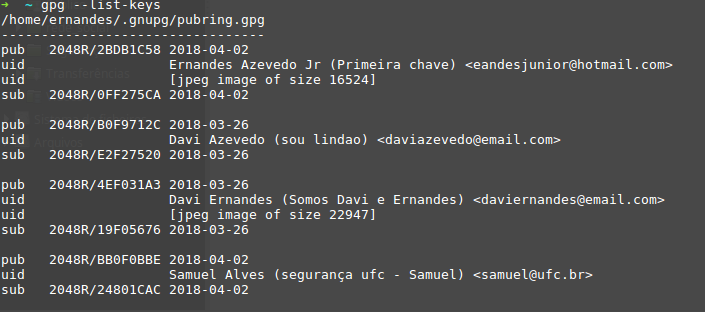 ➜  ~ gpg --list-keys
/home/ernandes/.gnupg/pubring.gpg
---------------------------------
pub   2048R/2BDB1C58 2018-04-02
uid                  Ernandes Azevedo Jr (Primeira chave) <eandesjunior@hotmail.com>
uid                  [jpeg image of size 16524]
sub   2048R/0FF275CA 2018-04-02

pub   2048R/B0F9712C 2018-03-26
uid                  Davi Azevedo (sou lindao) <daviazevedo@email.com>
sub   2048R/E2F27520 2018-03-26

pub   2048R/4EF031A3 2018-03-26
uid                  Davi Ernandes (Somos Davi e Ernandes) <daviernandes@email.com>
uid                  [jpeg image of size 22947]
sub   2048R/19F05676 2018-03-26

pub   2048R/BB0F0BBE 2018-04-02
uid                  Samuel Alves (segurança ufc - Samuel) <samuel@ufc.br>
sub   2048R/24801CAC 2018-04-02